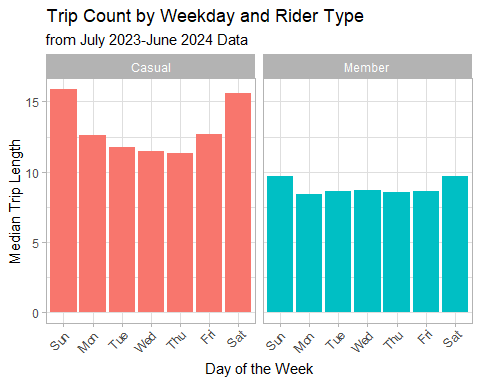 Trip Count by Weekday and Rider Type
from July 2023-June 2024 Data
Casual
Member
Median Trip Length
15
10
5
0
Sun Mon Tue Wed Thu Fri Sat
Sun Mon Tue Wed Thu Fri Sat
Day of the Week